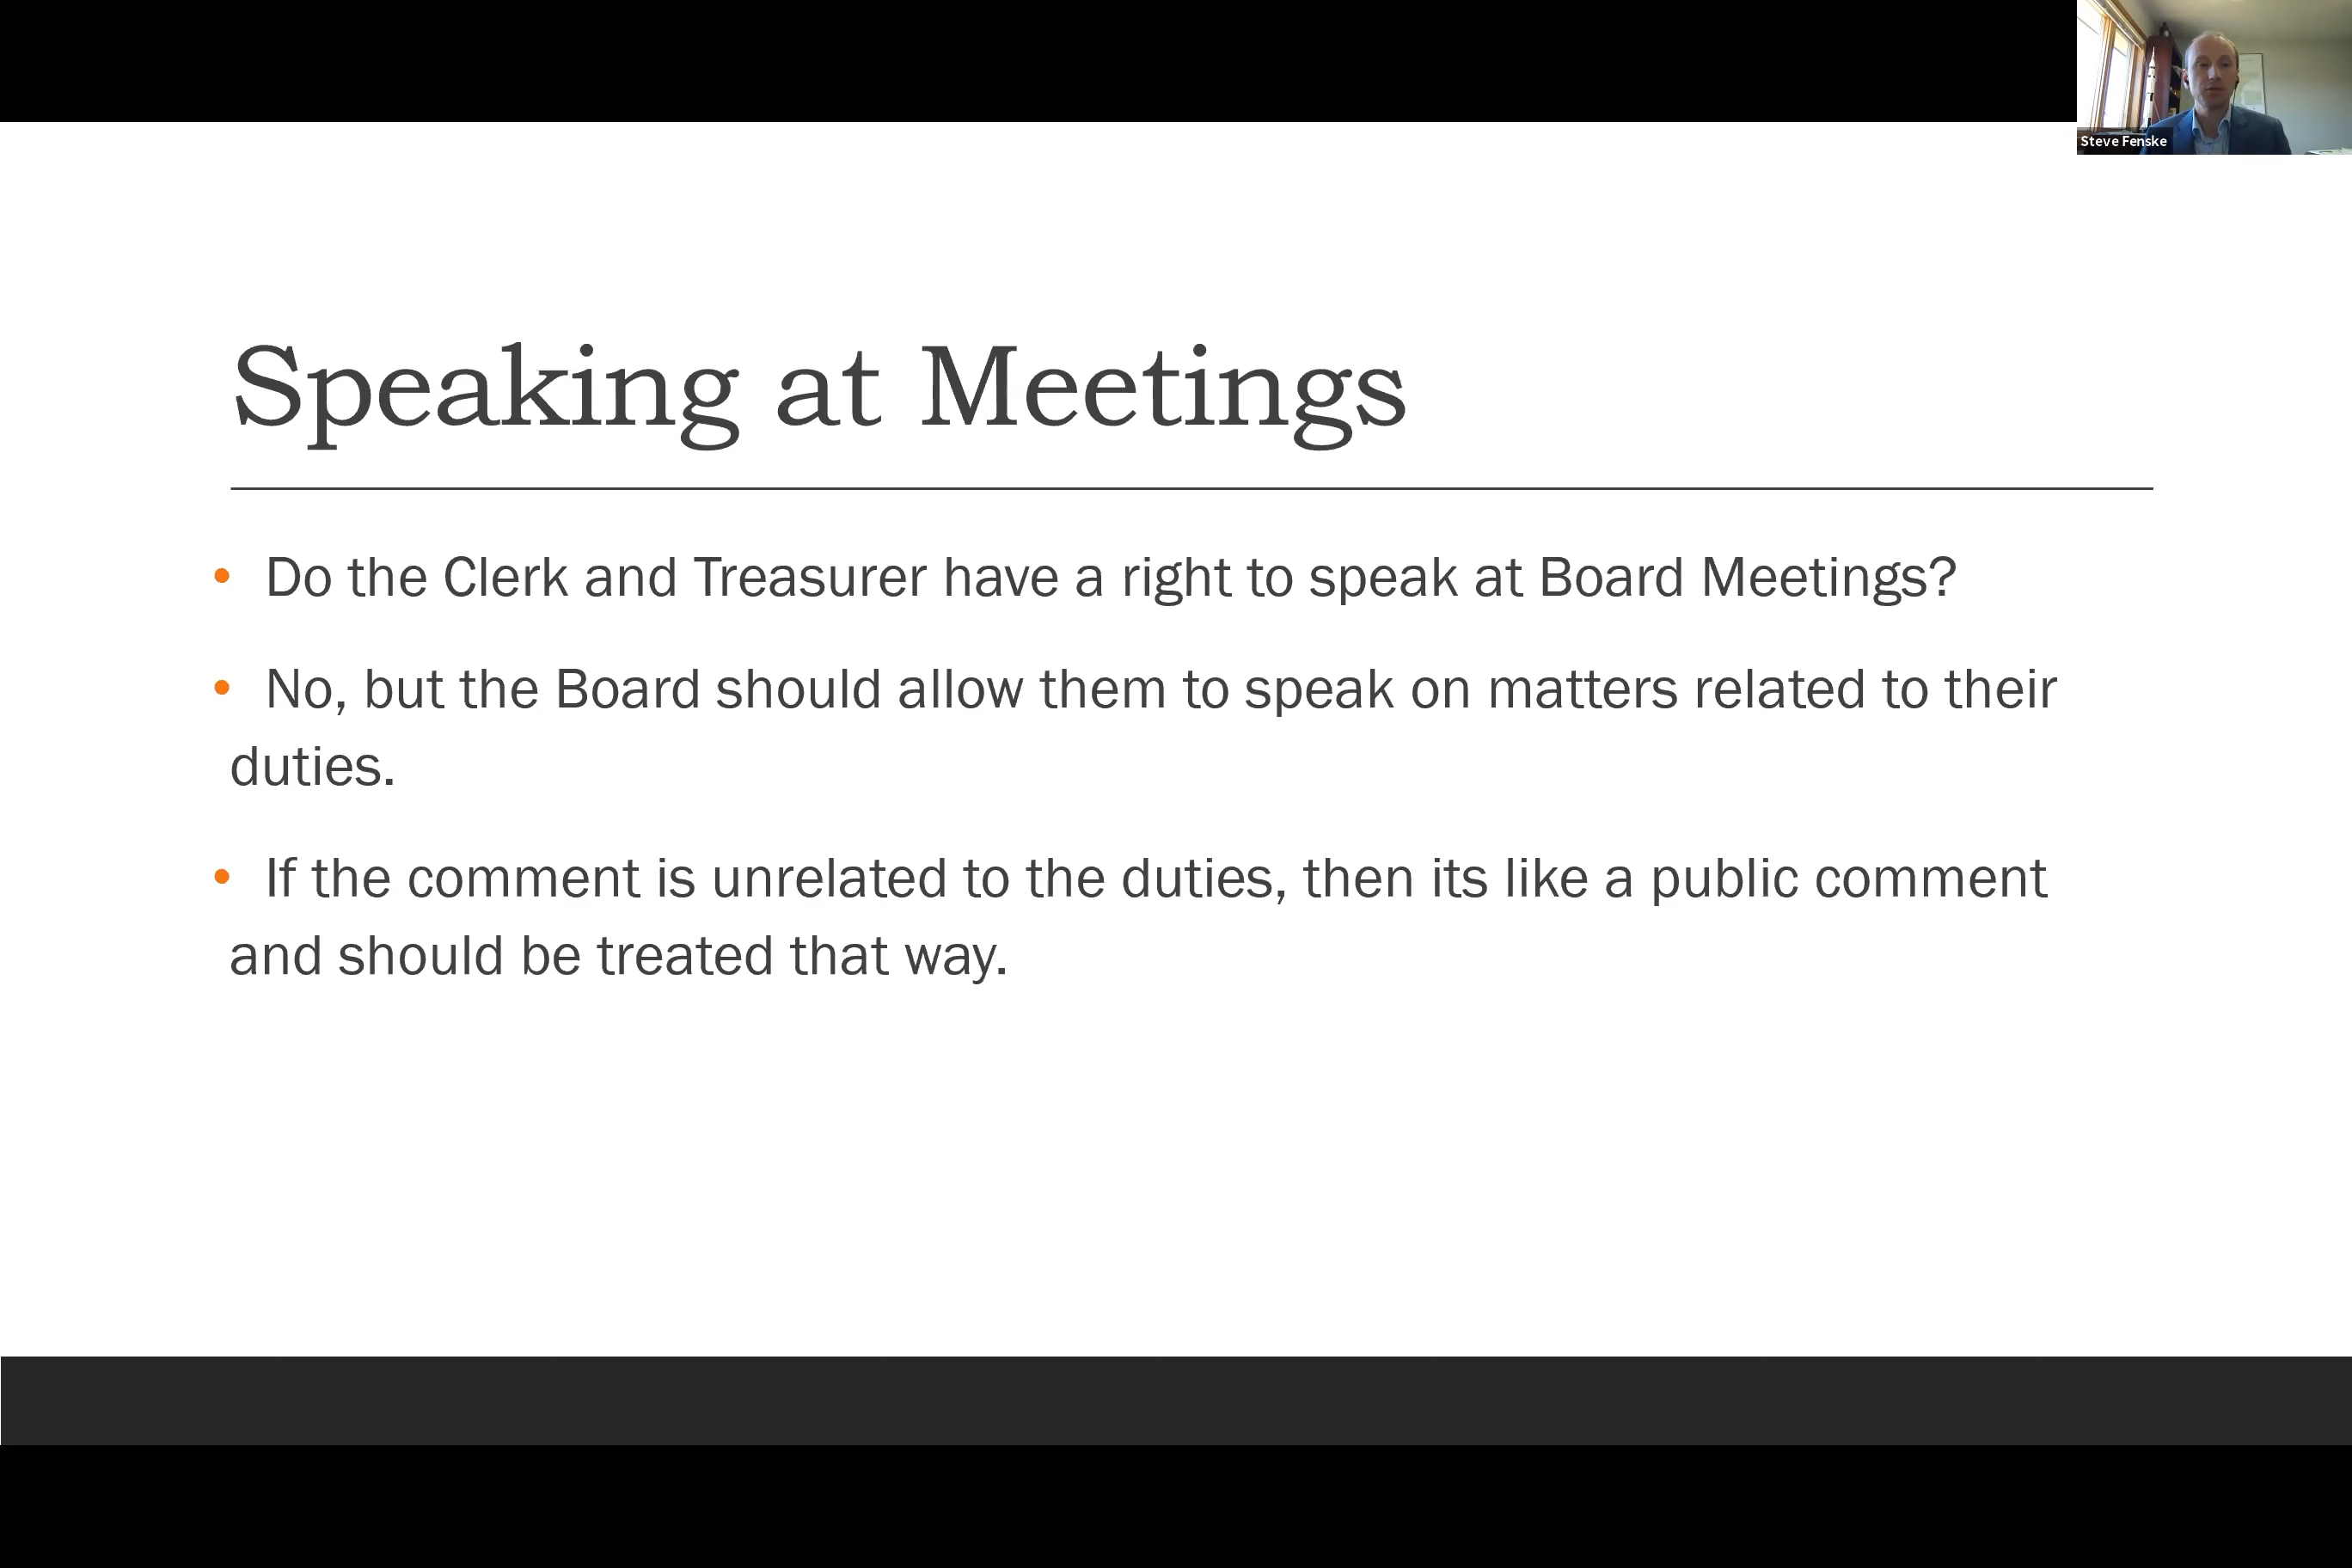 Steve Fenske
Speaking at Meetings
• Do the Clerk and Treasurer have a right to speak at Board Meetings?
• No, but the Board should allow them to speak on matters related to their
duties.
• If the comment is unrelated to the duties, then its like a public comment
and should be treated that way.